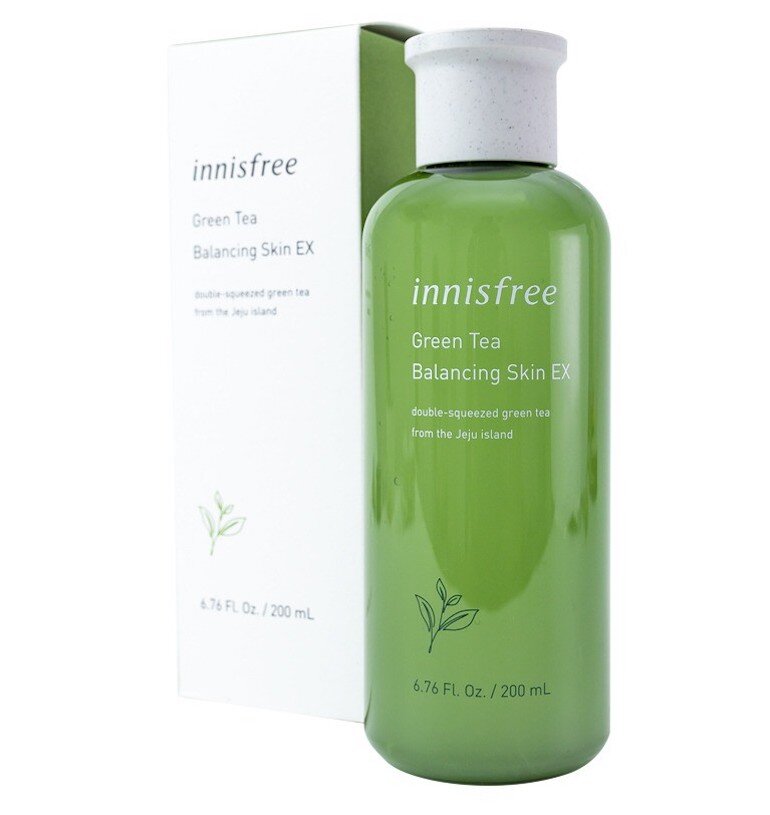 innisfree
Green Tea
Balancing Skin EX
double-squeezed green tea
from the Jeju island
6.76 Fl. Oz. / 200 mL
innisfree
Green Tea
Balancing Skin EX
double-squeezed green tea
from the Jeju island
6.76 Fl. Oz. / 200 mL